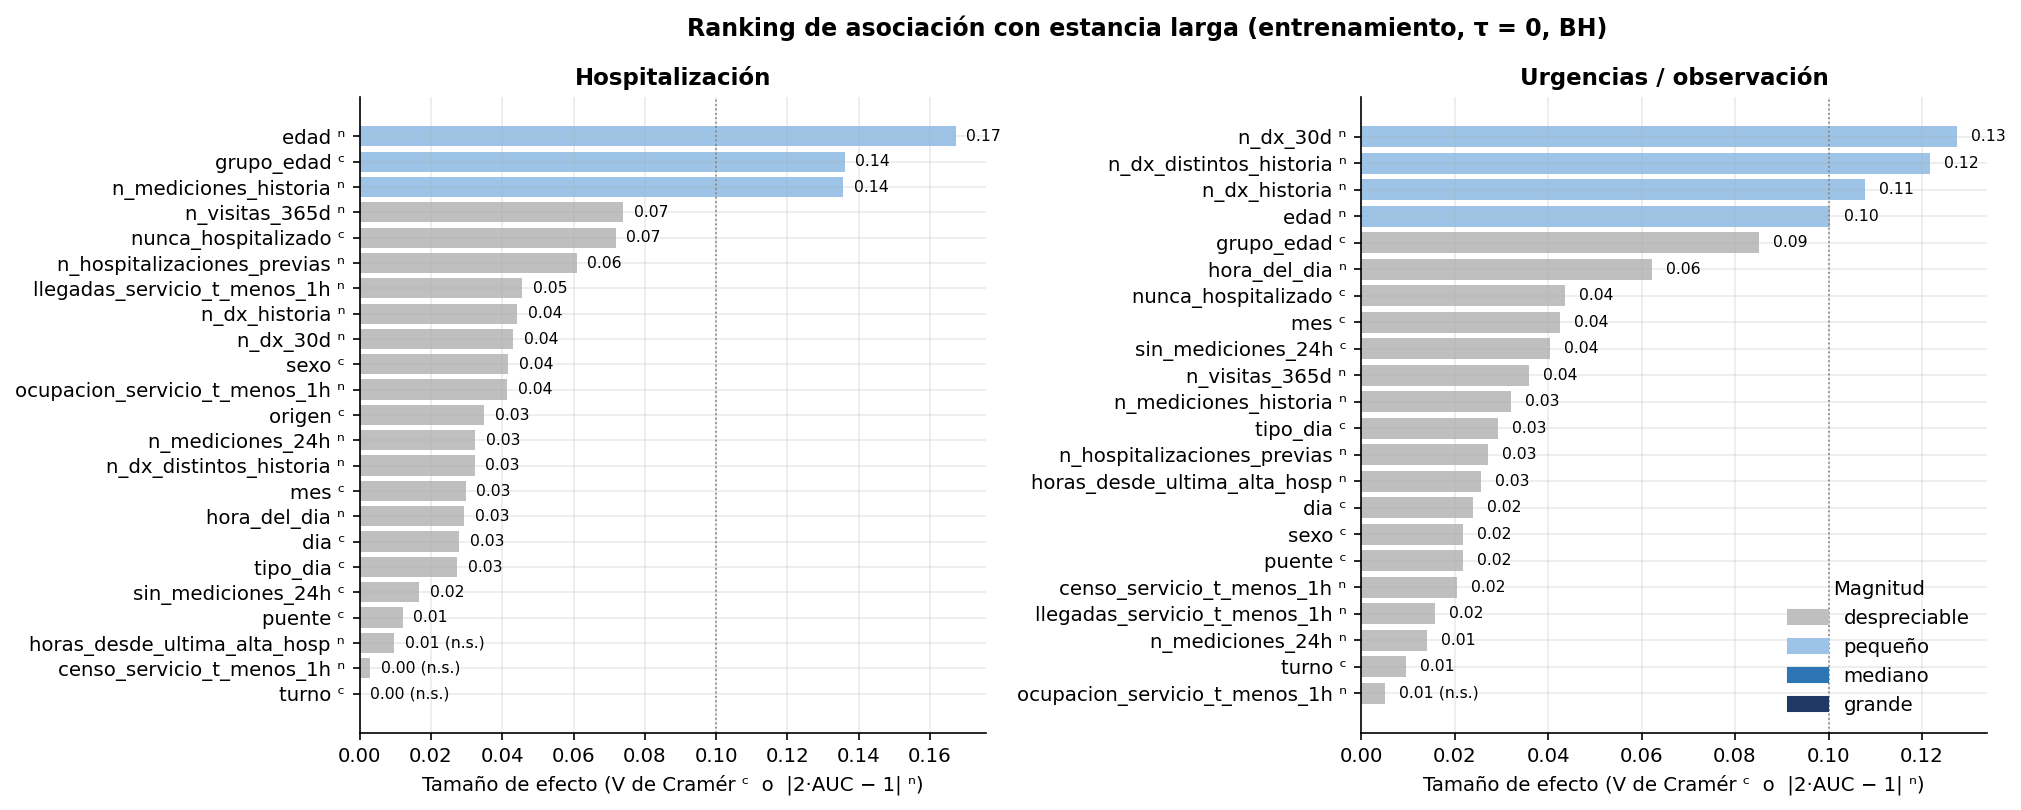 Ranking de asociación con estancia larga (entrenamiento, τ = 0, BH)
Hospitalización
edad ⁿ 0.17
grupo_edad ᶜ 0.14
n_mediciones_historia ⁿ 0.14
n_visitas_365d ⁿ 0.07
nunca_hospitalizado ᶜ 0.07
n_hospitalizaciones_previas ⁿ 0.06
llegadas_servicio_t_menos_1h ⁿ 0.05
n_dx_historia ⁿ 0.04
n_dx_30d ⁿ 0.04
sexo ᶜ 0.04
ocupacion_servicio_t_menos_1h ⁿ 0.04
origen ᶜ 0.03
n_mediciones_24h ⁿ 0.03
n_dx_distintos_historia ⁿ 0.03
mes ᶜ 0.03
hora_del_dia ⁿ 0.03
dia ᶜ 0.03
tipo_dia ᶜ 0.03
sin_mediciones_24h ᶜ 0.02
puente ᶜ 0.01
horas_desde_ultima_alta_hosp ⁿ 0.01 (n.s.)
censo_servicio_t_menos_1h ⁿ 0.00 (n.s.)
turno ᶜ 0.00 (n.s.)
0.00 0.02 0.04 0.06 0.08 0.10 0.12 0.14 0.16
Tamaño de efecto (V de Cramér ᶜ o |2·AUC − 1| ⁿ)
Urgencias / observación
n_dx_30d ⁿ 0.13
n_dx_distintos_historia ⁿ 0.12
n_dx_historia ⁿ 0.11
edad ⁿ 0.10
grupo_edad ᶜ 0.09
hora_del_dia ⁿ 0.06
nunca_hospitalizado ᶜ 0.04
mes ᶜ 0.04
sin_mediciones_24h ᶜ 0.04
n_visitas_365d ⁿ 0.04
n_mediciones_historia ⁿ 0.03
tipo_dia ᶜ 0.03
n_hospitalizaciones_previas ⁿ 0.03
horas_desde_ultima_alta_hosp ⁿ 0.03
dia ᶜ 0.02
sexo ᶜ 0.02
puente ᶜ 0.02
censo_servicio_t_menos_1h ⁿ 0.02
llegadas_servicio_t_menos_1h ⁿ 0.02
n_mediciones_24h ⁿ 0.01
turno ᶜ 0.01
ocupacion_servicio_t_menos_1h ⁿ 0.01 (n.s.)
0.00 0.02 0.04 0.06 0.08 0.10 0.12
Tamaño de efecto (V de Cramér ᶜ o |2·AUC − 1| ⁿ)
Magnitud
despreciable
pequeño
mediano
grande